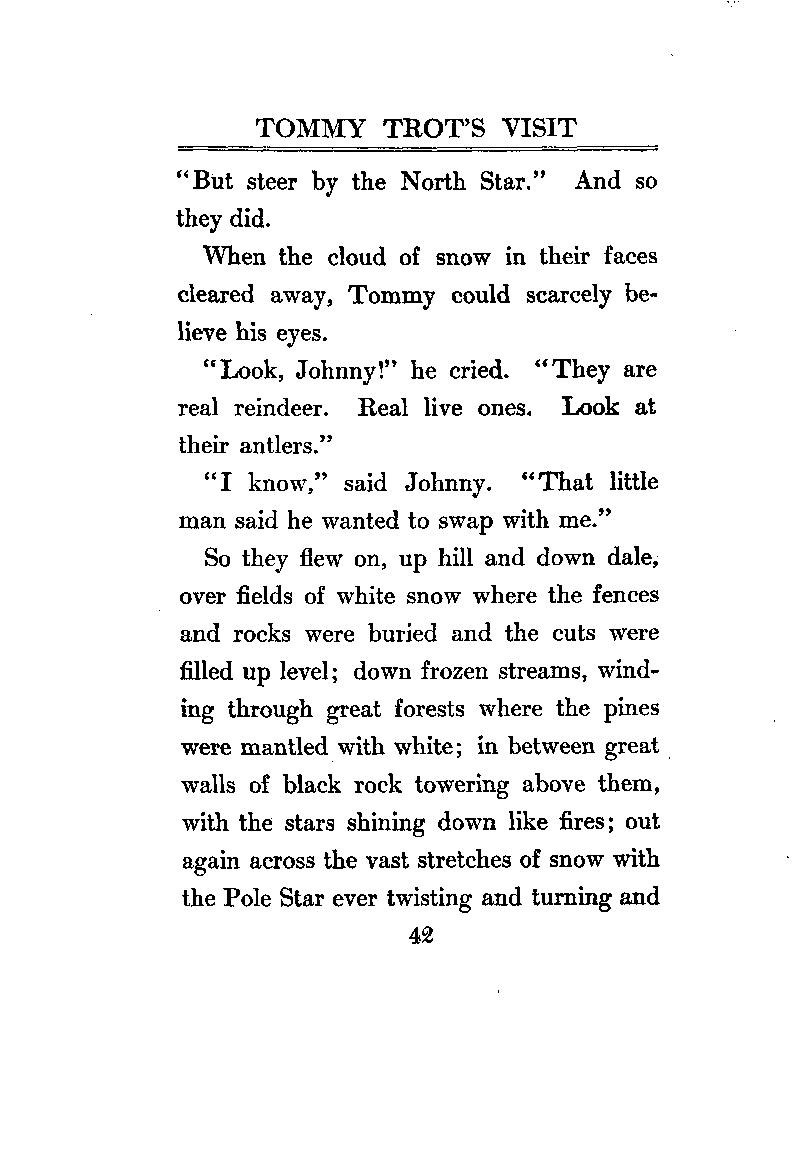 TOMMY TROT'S VISIT
"But steer by the North Star." And so
they did.
When the cloud of snow in their faces
cleared away, Tommy could scarcely be-
lieve his eyes.
"Look, Johnny!" he cried. "They are
real reindeer. Real live ones. Look at
their antlers."
"I know," said Johnny. "That little
man said he wanted to swap with me."
So they flew on, up hill and down dale,
over fields of white snow where the fences
and rocks were buried and the cuts were
filled up level; down frozen streams, wind-
ing through great forests where the pines
were mantled with white; in between great
walls of black rock towering above them,
with the stars shining down like fires; out
again across the vast stretches of snow with
the Pole Star ever twisting and turning and
42